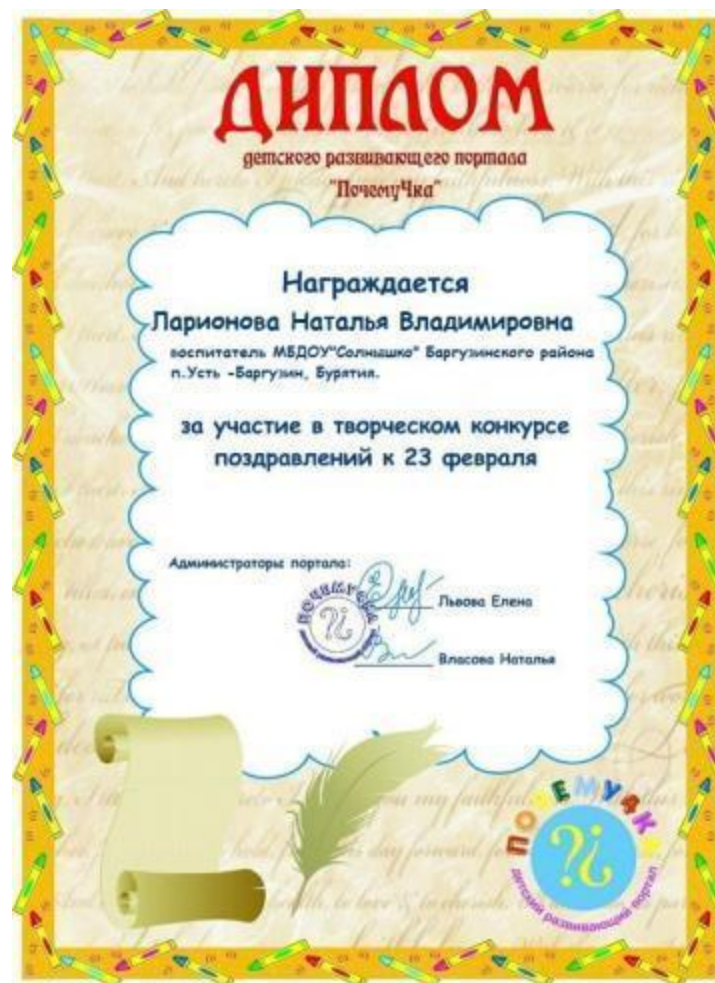 ДИПЛОМ
детского развивающего портала
"ПочемуЧка"
Награждается
Ларионова Наталья Владимировна
воспитатель МБДОУ"Солнышко" Баргузинского района
п.Усть -Баргузин, Бурятия.
за участие в творческом конкурсе
поздравлений к 23 февраля
Администраторы портала:
ПОЧЕМУЧКА
Львова Елена
Власова Наталья
ПОЧЕМУЧКА
детский развивающий портал